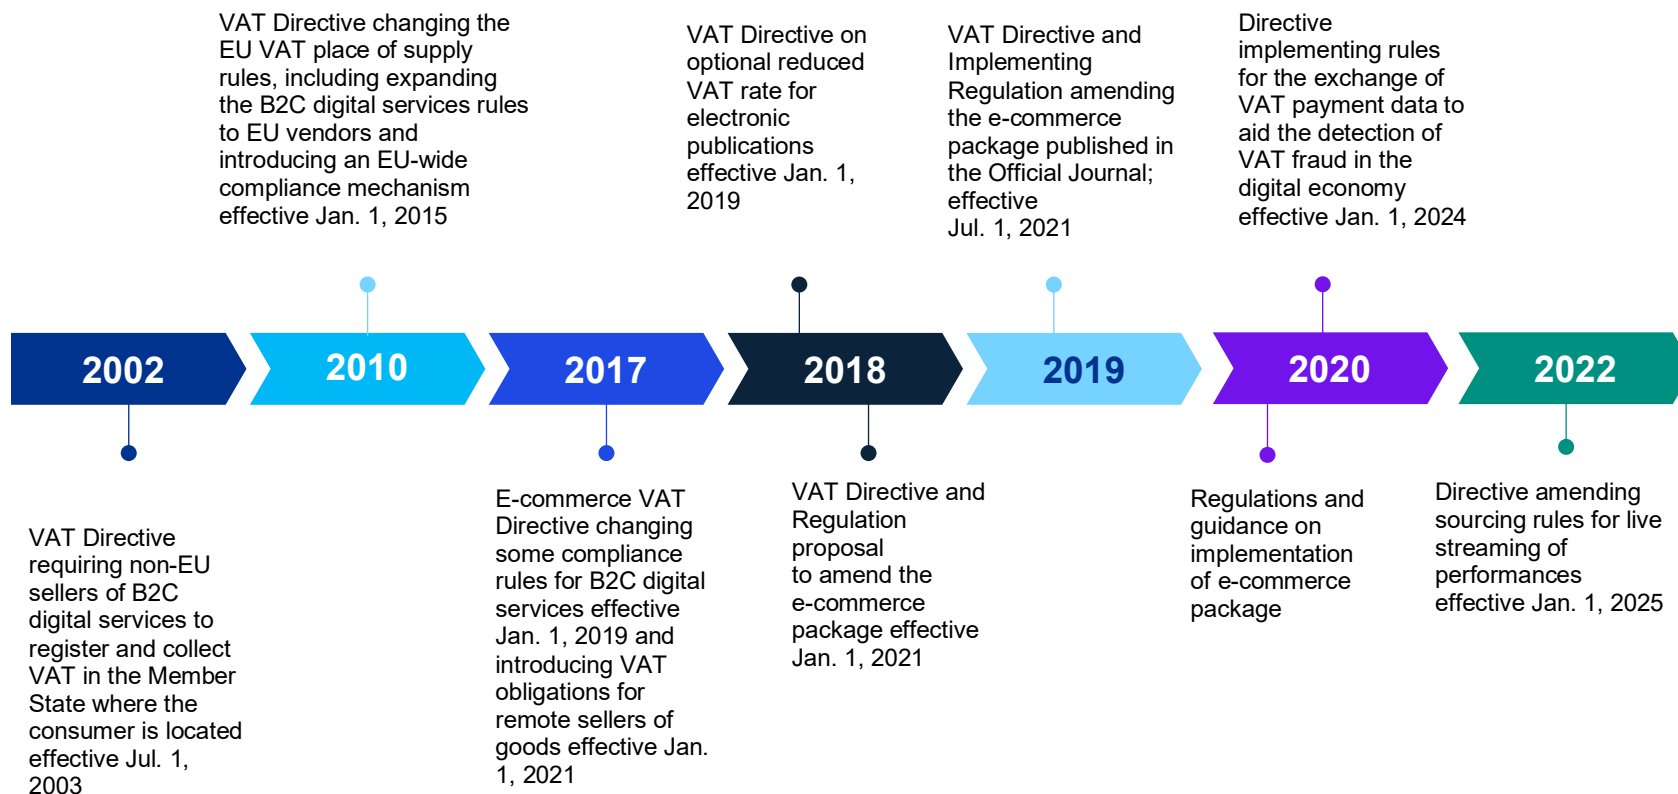 VAT Directive changing the
EU VAT place of supply
rules, including expanding
the B2C digital services rules
to EU vendors and
introducing an EU-wide
compliance mechanism
effective Jan. 1, 2015
VAT Directive on
optional reduced
VAT rate for
electronic
publications
effective Jan. 1,
2019
VAT Directive and
Implementing
Regulation amending
the e-commerce
package published in
the Official Journal;
effective
Jul. 1, 2021
Directive
implementing rules
for the exchange of
VAT payment data to
aid the detection of
VAT fraud in the
digital economy
effective Jan. 1, 2024
2002
2010
2017
2018
2019
2020
2022
VAT Directive
requiring non-EU
sellers of B2C
digital services to
register and collect
VAT in the Member
State where the
consumer is located
effective Jul. 1,
2003
E-commerce VAT
Directive changing
some compliance
rules for B2C digital
services effective
Jan. 1, 2019 and
introducing VAT
obligations for
remote sellers of
goods effective Jan.
1, 2021
VAT Directive and
Regulation
proposal
to amend the
e-commerce
package effective
Jan. 1, 2021
Regulations and
guidance on
implementation
of e-commerce
package
Directive amending
sourcing rules for live
streaming of
performances
effective Jan. 1, 2025